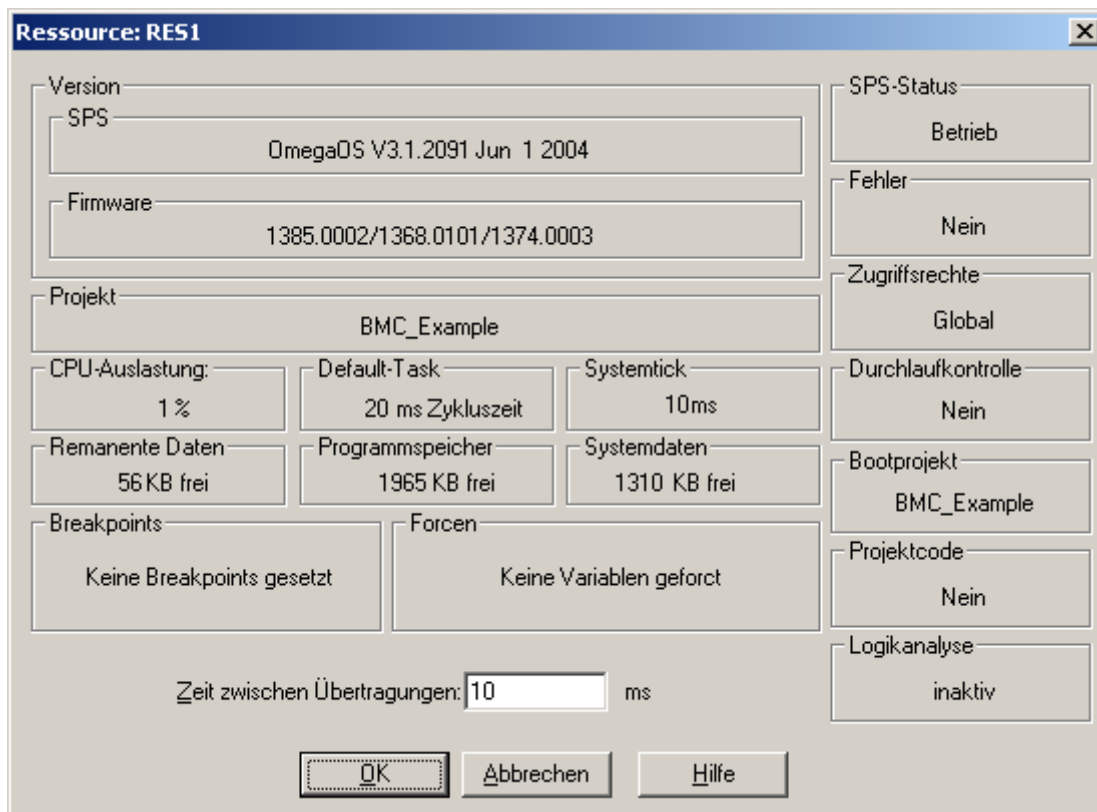 Ressource: RES1
Version
SPS
OmegaOS V3.1.2091 Jun 1 2004
Firmware
1385.0002/1368.0101/1374.0003
Projekt
BMC_Example
CPU-Auslastung:
1 %
Default-Task
20 ms Zykluszeit
Systemtick
10ms
Remanente Daten
56 KB frei
Programmspeicher
1965 KB frei
Systemdaten
1310 KB frei
Breakpoints
Keine Breakpoints gesetzt
Forcen
Keine Variablen geforct
SPS-Status
Betrieb
Fehler
Nein
Zugriffsrechte
Global
Durchlaufkontrolle
Nein
Bootprojekt
BMC_Example
Projektcode
Nein
Logikanalyse
inaktiv
Zeit zwischen Übertragungen: 10 ms
OK Abbrechen Hilfe